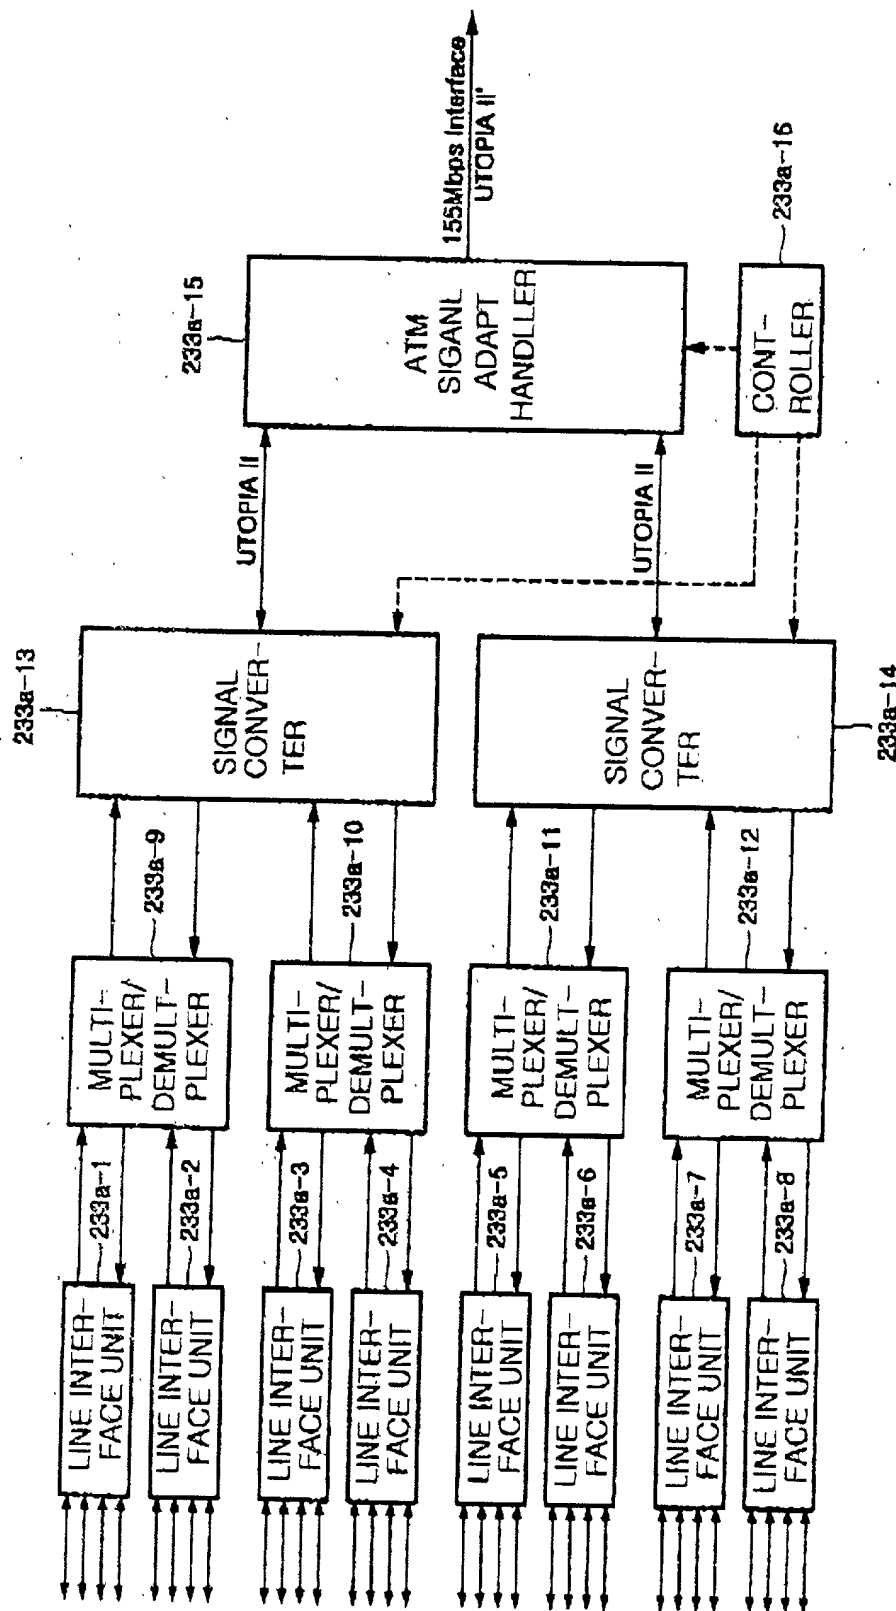 LINE INTER-
FACE UNIT
233a-1
LINE INTER-
FACE UNIT
233a-2
LINE INTER-
FACE UNIT
233a-3
LINE INTER-
FACE UNIT
233a-4
LINE INTER-
FACE UNIT
233a-5
LINE INTER-
FACE UNIT
233a-6
LINE INTER-
FACE UNIT
233a-7
LINE INTER-
FACE UNIT
233a-8
MULTI-
PLEXER/
DEMULT-
PLEXER
233a-9
MULTI-
PLEXER/
DEMULT-
PLEXER
233a-10
MULTI-
PLEXER/
DEMULT-
PLEXER
233a-11
MULTI-
PLEXER/
DEMULT-
PLEXER
233a-12
233a-13
SIGNAL
CONVER-
TER
SIGNAL
CONVER-
TER
233a-14
UTOPIA II
UTOPIA II
233a-15
ATM
SIGANL
ADAPT
HANDLLER
155Mbps Interface
UTOPIA II'
CONT-
ROLLER
233a-16